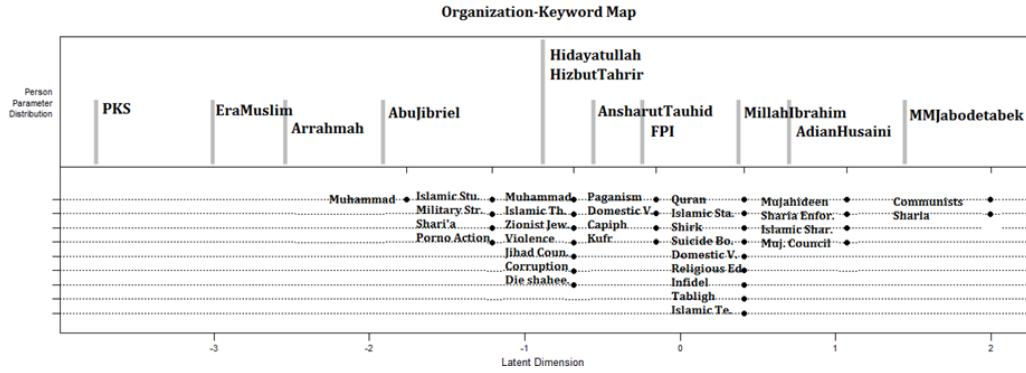 Organization-Keyword Map
Person
Parameter
Distribution
PKS
EraMuslim
Arrahmah
AbuJibriel
Hidayatullah
HizbutTahrir
AnsharutTauhid
FPI
MillahIbrahim
AdianHusaini
MMJabodetabek
Muhammad
Islamic Stu.
Military Str.
Shari'a
Porno Action
Muhammad
Islamic Th.
Zionist Jew.
Violence
Jihad Coun.
Corruption
Die shahee.
Paganism
Domestic V.
Capiph
Kufr
Quran
Islamic Sta.
Shirk
Suicide Bo.
Domestic V.
Religious Ed.
Infidel
Tabligh
Islamic Te.
Mujahideen
Sharia Enfor.
Islamic Shar.
Muj. Council
Communists
Sharia
-3 -2 -1 0 1 2
Latent Dimension